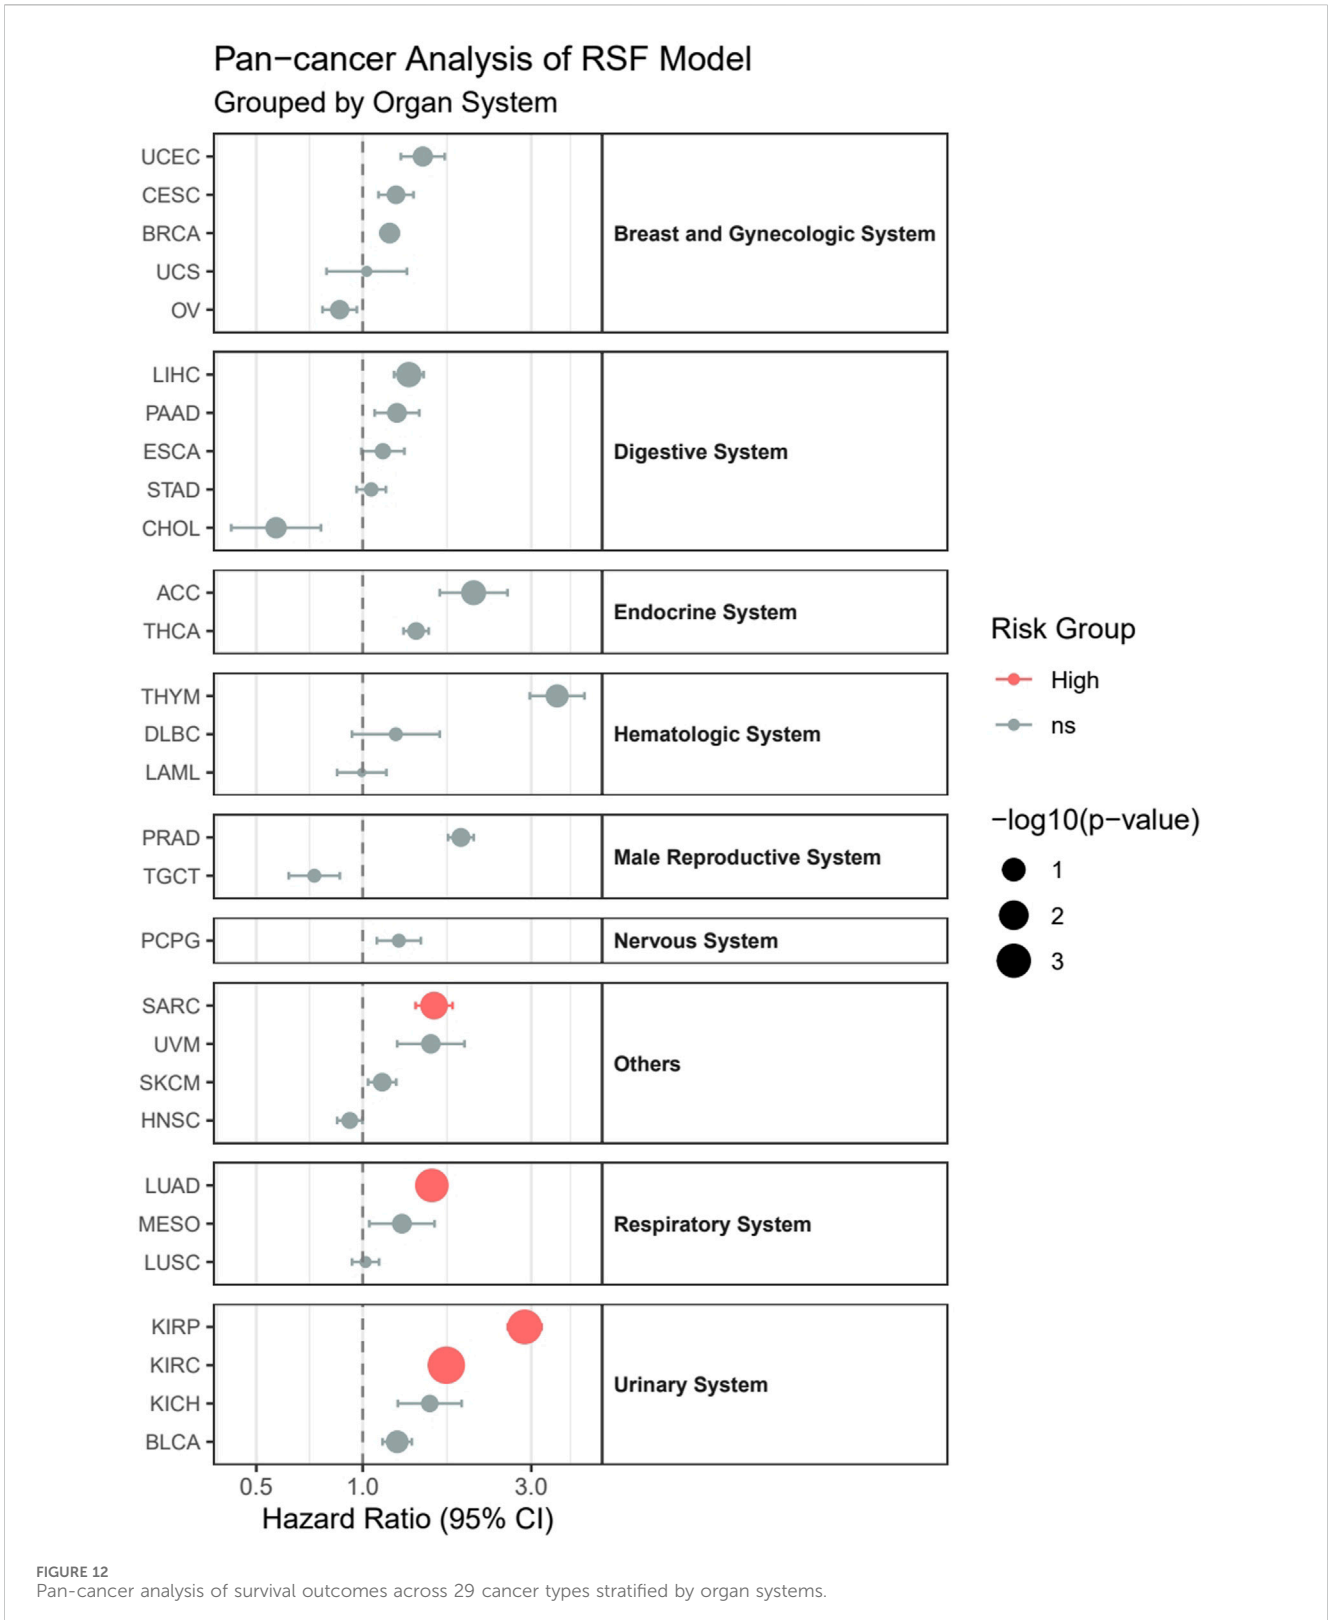 Pan−cancer Analysis of RSF Model
Grouped by Organ System
UCEC
CESC
BRCA
UCS
OV
Breast and Gynecologic System
LIHC
PAAD
ESCA
STAD
CHOL
Digestive System
ACC
THCA
Endocrine System
THYM
DLBC
LAML
Hematologic System
PRAD
TGCT
Male Reproductive System
PCPG
Nervous System
SARC
UVM
SKCM
HNSC
Others
LUAD
MESO
LUSC
Respiratory System
KIRP
KIRC
KICH
BLCA
Urinary System
0.5 1.0 3.0
Hazard Ratio (95% CI)
Risk Group
High
ns
−log10(p−value)
1
2
3
FIGURE 12
Pan-cancer analysis of survival outcomes across 29 cancer types stratified by organ systems.